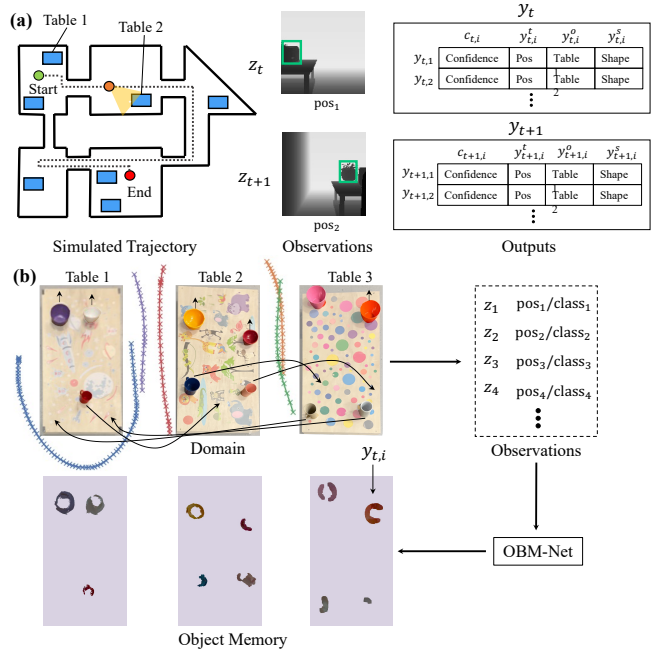 (a)
Table 1
Table 2
Start
End
Simulated Trajectory
z_t
pos_1
z_{t+1}
pos_2
Observations
y_t
c_{t,i} y^t_{t,i} y^o_{t,i} y^s_{t,i}
y_{t,1} Confidence Pos Table 1 Shape
y_{t,2} Confidence Pos Table 2 Shape
y_{t+1}
c_{t+1,i} y^t_{t+1,i} y^o_{t+1,i} y^s_{t+1,i}
y_{t+1,1} Confidence Pos Table 1 Shape
y_{t+1,2} Confidence Pos Table 2 Shape
Outputs
(b)
Table 1
Table 2
Table 3
Domain
z_1 pos_1/class_1
z_2 pos_2/class_2
z_3 pos_3/class_3
z_4 pos_4/class_4
Observations
y_{t,i}
OBM-Net
Object Memory